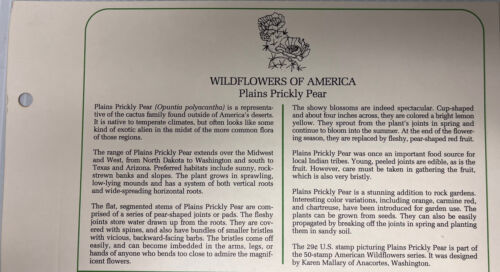 WILDFLOWERS OF AMERICA
Plains Prickly Pear
Plains Prickly Pear (Opuntia polyacantha) is a representa-
tive of the cactus family found outside of America's deserts.
It is native to temperate climates, but often looks like some
kind of exotic alien in the midst of the more common flora
of those regions.
The range of Plains Prickly Pear extends over the Midwest
and West, from North Dakota to Washington and south to
Texas and Arizona. Preferred habitats include sunny, rock-
strewn banks and slopes. The plant grows in sprawling,
low-lying mounds and has a system of both vertical roots
and wide-spreading horizontal roots.
The flat, segmented stems of Plains Prickly Pear are com-
prised of a series of pear-shaped joints or pads. The fleshy
joints store water drawn up from the roots. They are cov-
ered with spines, and also have bundles of smaller bristles
with vicious, backward-facing barbs. The bristles come off
easily, and can become imbedded in the arms, legs, or
hands of anyone who bends too close to admire the magnif-
icent flowers.
The showy blossoms are indeed spectacular. Cup-shaped
and about four inches across, they are colored a bright lemon
yellow. They sprout from the plant's joints in spring and
continue to bloom into the summer. At the end of the flower-
ing season, they are replaced by fleshy, pear-shaped red fruit.
Plains Prickly Pear was once an important food source for
local Indian tribes. Young, peeled joints are edible, as is the
fruit. However, care must be taken in gathering the fruit,
which is also very bristly.
Plains Prickly Pear is a stunning addition to rock gardens.
Interesting color variations, including orange, carmine red,
and chartreuse, have been introduced for garden use. The
plants can be grown from seeds. They can also be easily
propagated by breaking off the joints in spring and planting
them in sandy soil.
The 29¢ U.S. stamp picturing Plains Prickly Pear is part of
the 50-stamp American Wildflowers series. It was designed
by Karen Mallary of Anacortes, Washington.